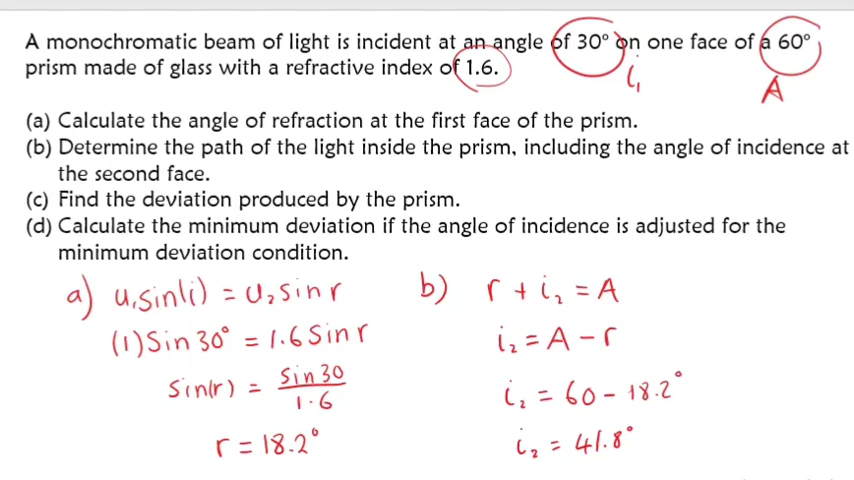 A monochromatic beam of light is incident at an angle of 30° on one face of a 60°
prism made of glass with a refractive index of 1.6.
i₁
A
(a) Calculate the angle of refraction at the first face of the prism.
(b) Determine the path of the light inside the prism, including the angle of incidence at
the second face.
(c) Find the deviation produced by the prism.
(d) Calculate the minimum deviation if the angle of incidence is adjusted for the
minimum deviation condition.
a) u₁sin(i) = u₂sin r
(1)Sin 30° = 1.6 Sin r
Sin(r) = Sin 30 / 1.6
r = 18.2°
b) r + i₂ = A
i₂ = A - r
i₂ = 60 - 18.2°
i₂ = 41.8°